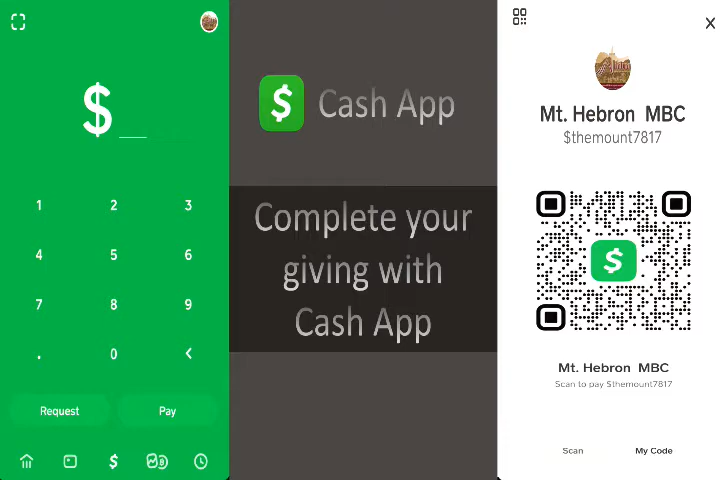 $
1 2 3
4 5 6
7 8 9
. 0 <
Request Pay
$
$ Cash App
Complete your
giving with
Cash App
X
Mt. Hebron MBC
$themount7817
$
Mt. Hebron MBC
Scan to pay $themount7817
Scan My Code